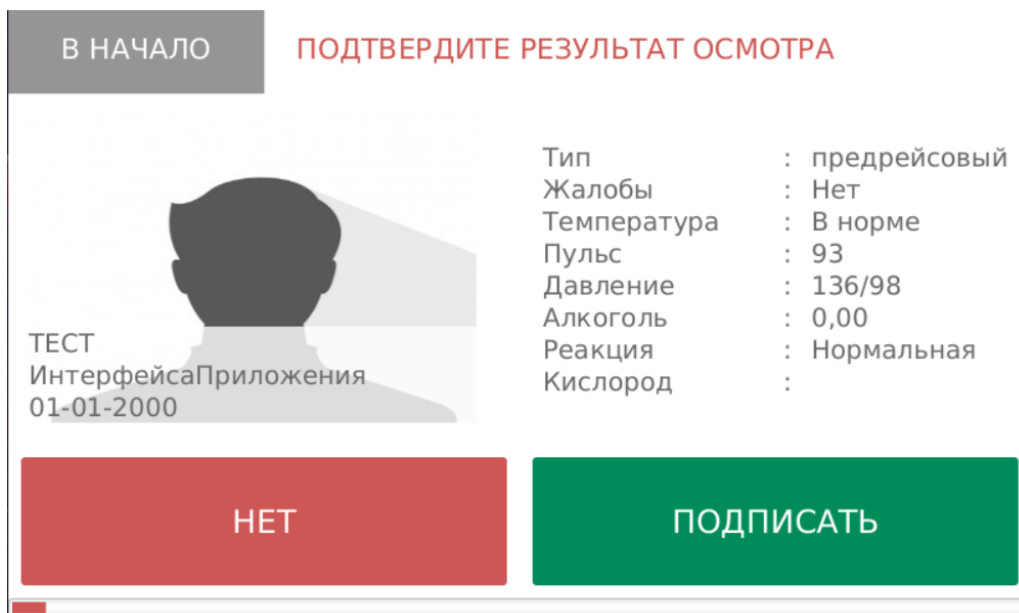 В НАЧАЛО
ПОДТВЕРДИТЕ РЕЗУЛЬТАТ ОСМОТРА
ТЕСТ
ИнтерфейсаПриложения
01-01-2000
Тип : предрейсовый
Жалобы : Нет
Температура : В норме
Пульс : 93
Давление : 136/98
Алкоголь : 0,00
Реакция : Нормальная
Кислород :
НЕТ
ПОДПИСАТЬ